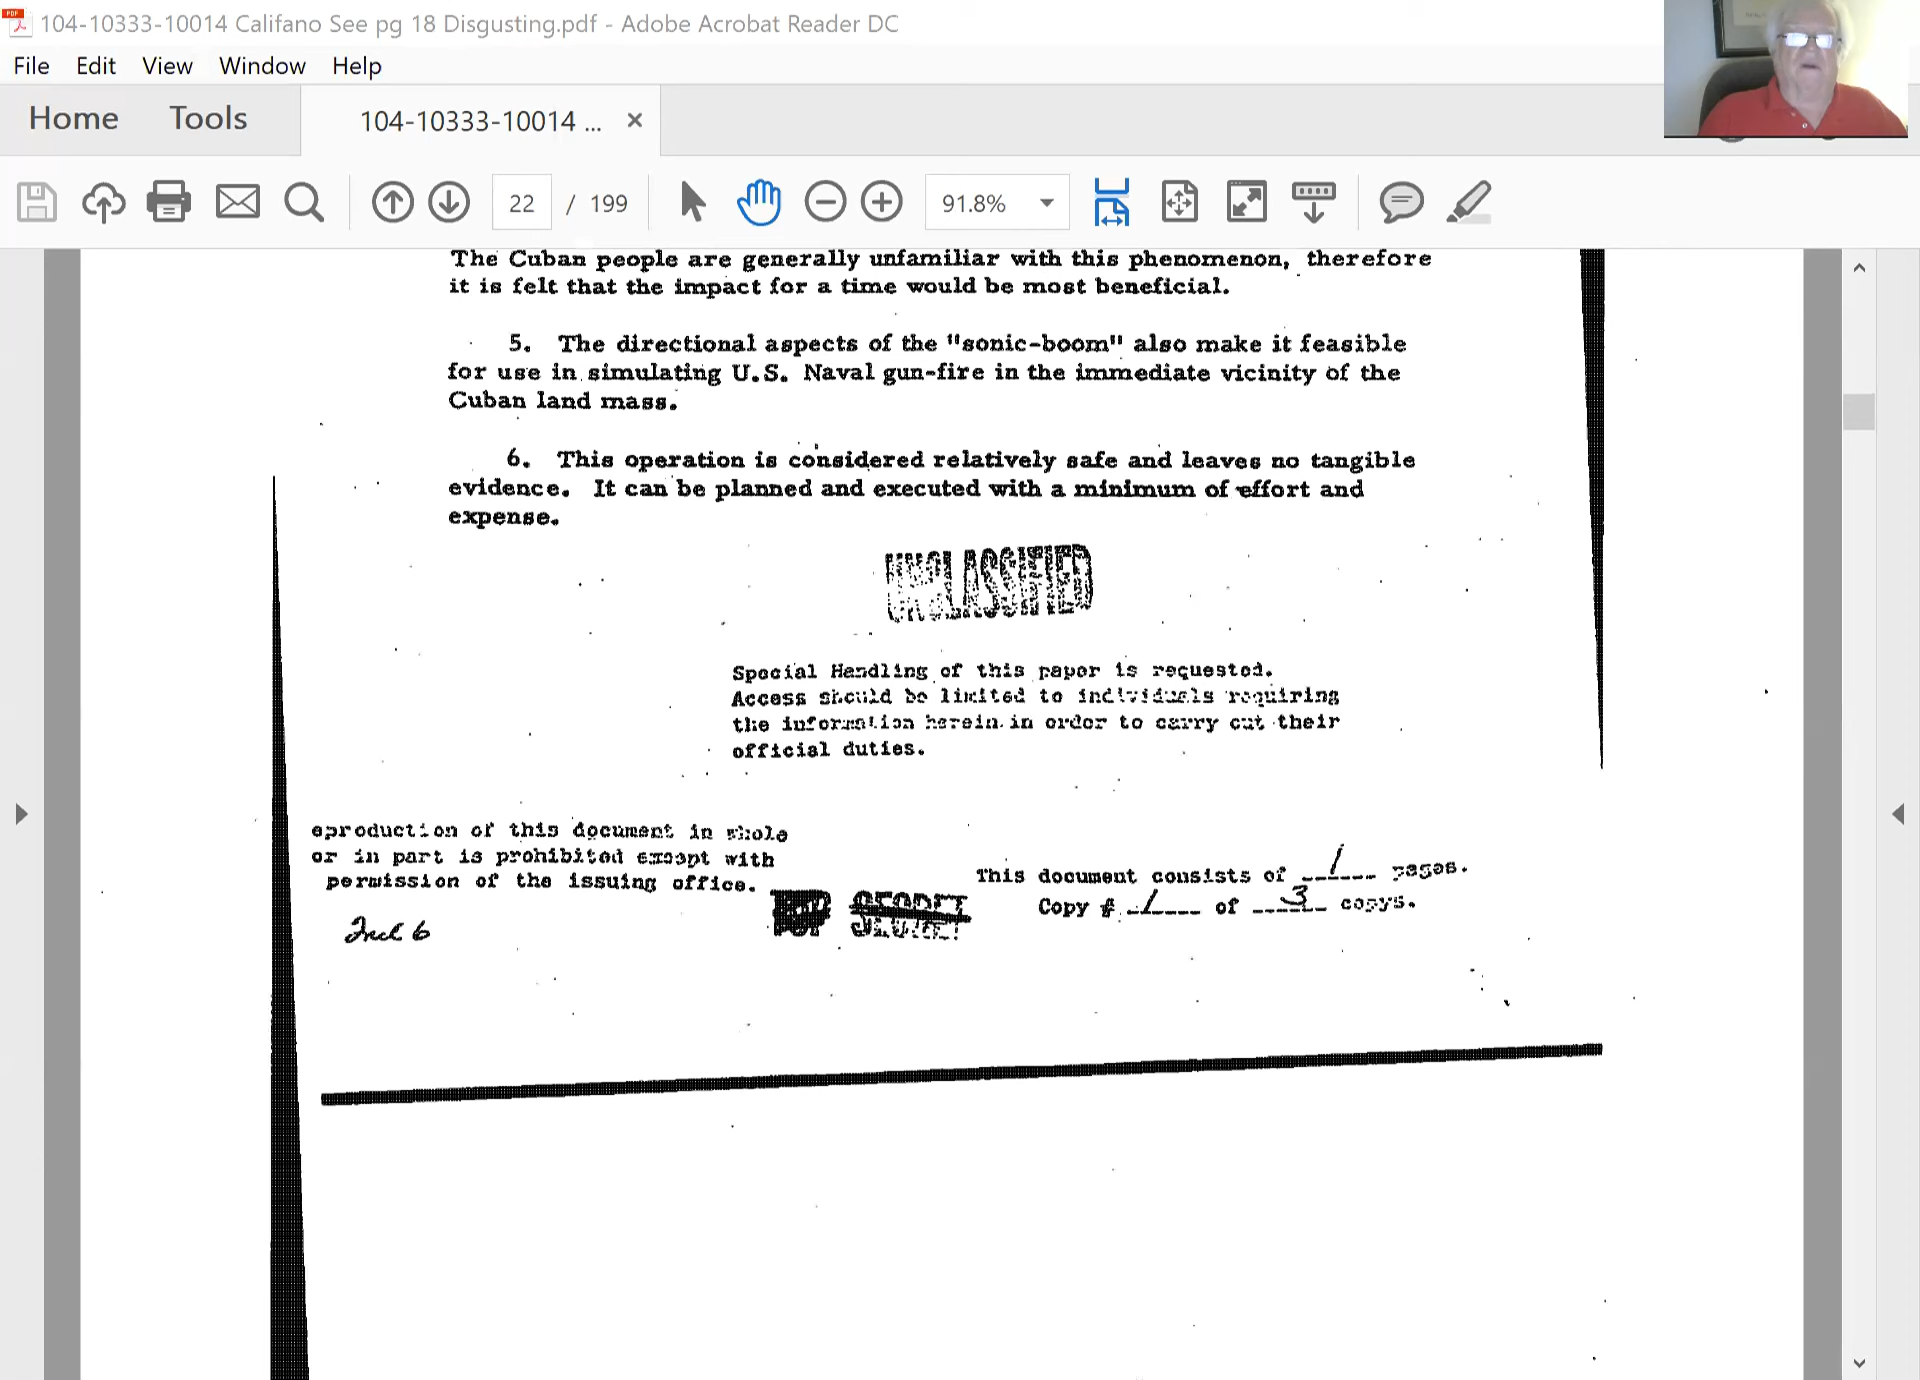 104-10333-10014 Califano See pg 18 Disgusting.pdf - Adobe Acrobat Reader DC
File Edit View Window Help
Home Tools 104-10333-10014 ... ×
22 / 199 91.8%
The Cuban people are generally unfamiliar with this phenomenon, therefore
it is felt that the impact for a time would be most beneficial.
5. The directional aspects of the "sonic-boom" also make it feasible
for use in simulating U.S. Naval gun-fire in the immediate vicinity of the
Cuban land mass.
6. This operation is considered relatively safe and leaves no tangible
evidence. It can be planned and executed with a minimum of effort and
expense.
UNCLASSIFIED
Special Handling of this paper is requested.
Access should be limited to individuals requiring
the information herein in order to carry out their
official duties.
eproduction of this document in whole
or in part is prohibited except with
permission of the issuing office.
This document consists of 1 pages.
Copy # 1 of 3 copys.
TOP SECRET
Incl 6